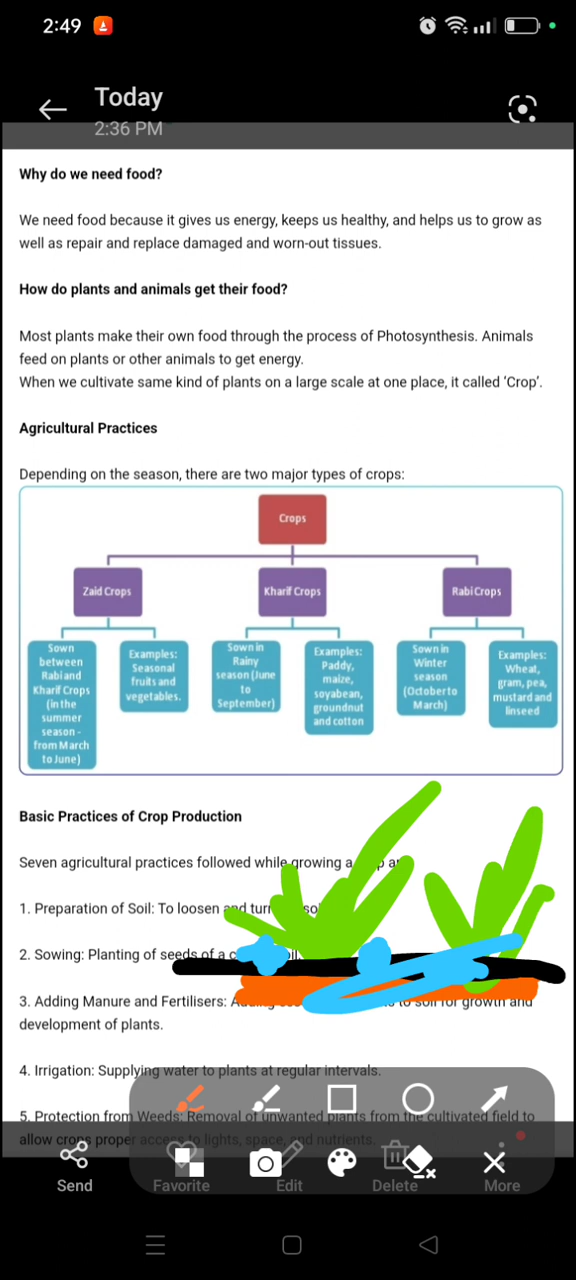 2:49
Today
2:36 PM
Why do we need food?
We need food because it gives us energy, keeps us healthy, and helps us to grow as
well as repair and replace damaged and worn-out tissues.
How do plants and animals get their food?
Most plants make their own food through the process of Photosynthesis. Animals
feed on plants or other animals to get energy.
When we cultivate same kind of plants on a large scale at one place, it called ‘Crop’.
Agricultural Practices
Depending on the season, there are two major types of crops:
Crops
Zaid Crops
Kharif Crops
Rabi Crops
Sown
between
Rabi and
Kharif Crops
(in the
summer
season -
from March
to June)
Examples:
Seasonal
fruits and
vegetables.
Sown in
Rainy
season (June
to
September)
Examples:
Paddy,
maize,
soyabean,
groundnut
and cotton
Sown in
Winter
season
(October to
March)
Examples:
Wheat,
gram, pea,
mustard and
linseed
Basic Practices of Crop Production
Seven agricultural practices followed while growing a
1. Preparation of Soil: To loosen and
2. Sowing: Planting of seeds of a
3. Adding Manure and Fertilisers: to soil for growth and
development of plants.
4. Irrigation: Supplying water to plants at regular intervals.
5. Protection from Weeds: Removal of unwanted plants from the cultivated field to
allow crops proper access to lights, space, and nutrients.
Send
Favorite
Edit
Delete
More